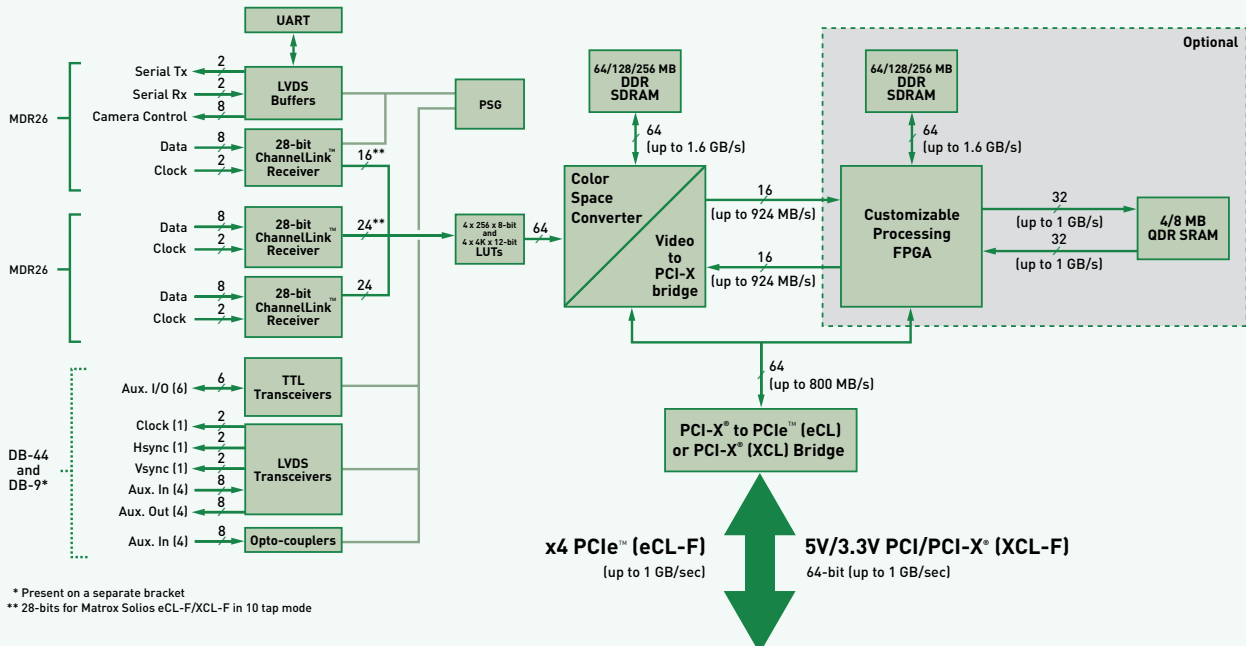 UART
MDR26
Serial Tx
2
Serial Rx
2
Camera Control
8
LVDS
Buffers
PSG
Data
8
Clock
2
28-bit
ChannelLink™
Receiver
16**
MDR26
Data
8
Clock
2
28-bit
ChannelLink™
Receiver
24**
Data
8
Clock
2
28-bit
ChannelLink™
Receiver
24
4 x 256 x 8-bit
and
4 x 4K x 12-bit
LUTs
64
64/128/256 MB
DDR
SDRAM
64
(up to 1.6 GB/s)
Color
Space
Converter
Video
to
PCI-X
bridge
16
(up to 924 MB/s)
16
(up to 924 MB/s)
Optional
64/128/256 MB
DDR
SDRAM
64
(up to 1.6 GB/s)
Customizable
Processing
FPGA
32
(up to 1 GB/s)
32
(up to 1 GB/s)
4/8 MB
QDR SRAM
64
(up to 800 MB/s)
PCI-X® to PCIe™ (eCL)
or PCI-X® (XCL) Bridge
x4 PCIe™ (eCL-F)
(up to 1 GB/sec)
5V/3.3V PCI/PCI-X® (XCL-F)
64-bit (up to 1 GB/sec)
DB-44
and
DB-9*
Aux. I/O (6)
6
TTL
Transceivers
Clock (1)
2
Hsync (1)
2
Vsync (1)
2
Aux. In (4)
8
Aux. Out (4)
8
LVDS
Transceivers
Aux. In (4)
8
Opto-couplers
* Present on a separate bracket
** 28-bits for Matrox Solios eCL-F/XCL-F in 10 tap mode